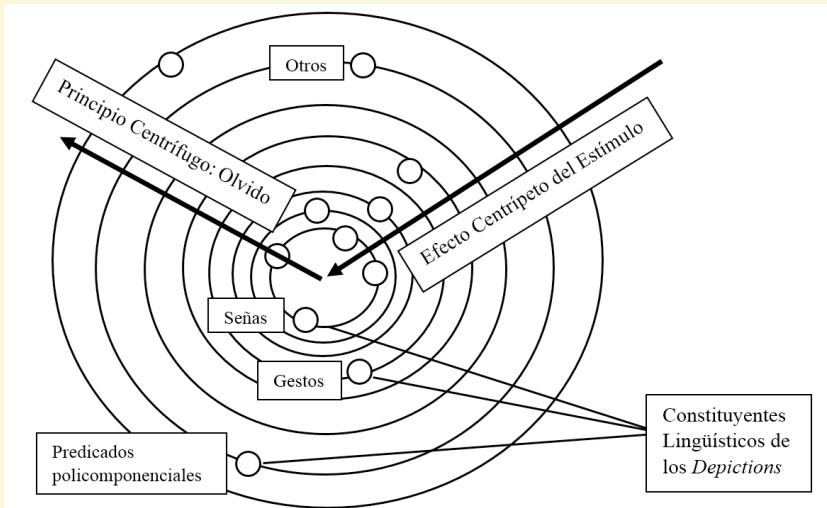 Otros
Principio Centrífugo: Olvido
Efecto Centrípeto del Estímulo
Señas
Gestos
Predicados
policomponenciales
Constituyentes
Lingüísticos de
los Depictions